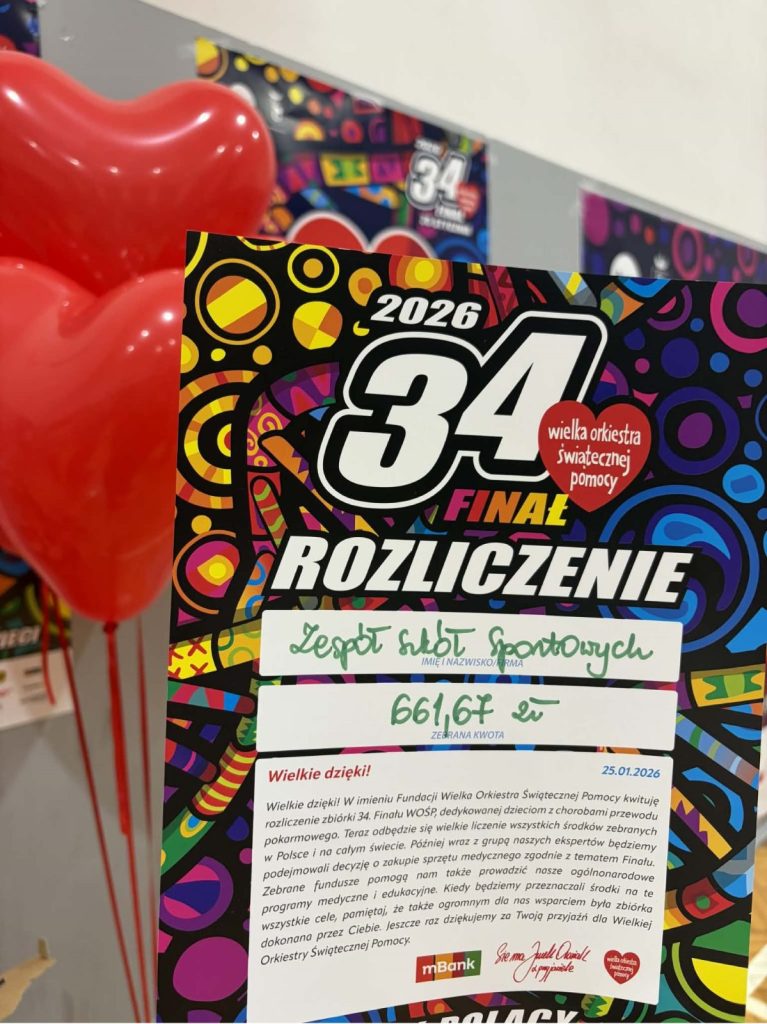 2026
34
FINAŁ
2026
34
FINAŁ
wielka orkiestra
świątecznej
pomocy
ROZLICZENIE
Zespół Szkół Sportowych
IMIĘ I NAZWISKO/FIRMA
661,67 zł
ZEBRANA KWOTA
Wielkie dzięki!
25.01.2026
Wielkie dzięki! W imieniu Fundacji Wielka Orkiestra Świątecznej Pomocy kwituję
rozliczenie zbiórki 34. Finału WOŚP, dedykowanej dzieciom z chorobami przewodu
pokarmowego. Teraz odbędzie się wielkie liczenie wszystkich środków zebranych
w Polsce i na całym świecie. Później wraz z grupą naszych ekspertów będziemy
podejmowali decyzję o zakupie sprzętu medycznego zgodnie z tematem Finału.
Zebrane fundusze pomogą nam także prowadzić nasze ogólnonarodowe
programy medyczne i edukacyjne. Kiedy będziemy przeznaczali środki na te
wszystkie cele, pamiętaj, że także ogromnym dla nas wsparciem była zbiórka
dokonana przez Ciebie. Jeszcze raz dziękujemy za Twoją przyjaźń dla Wielkiej
Orkiestry Świątecznej Pomocy.
mBank
wielka orkiestra
świątecznej
pomocy
POLACY